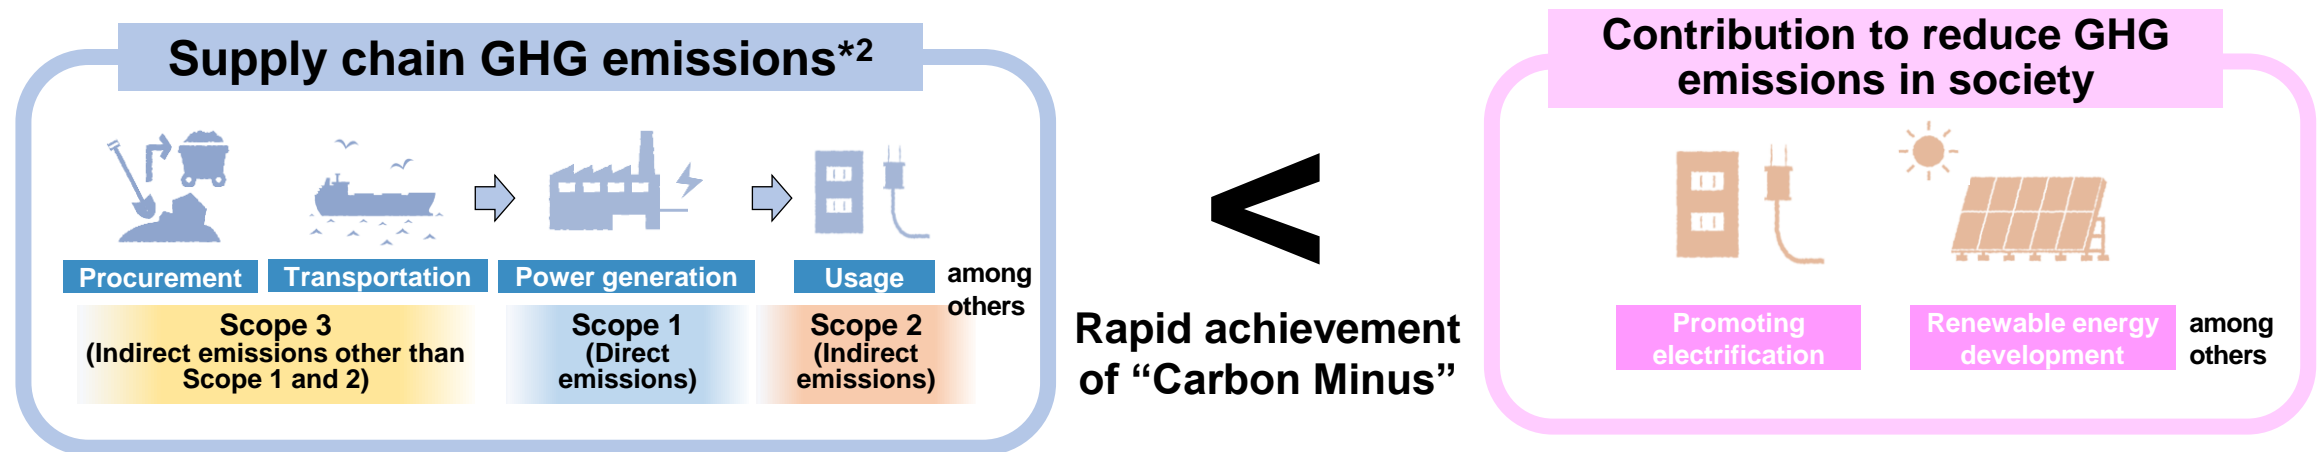 Supply chain GHG emissions*2
Procurement
Transportation
Power generation
Usage
among
others
Scope 3
(Indirect emissions other than
Scope 1 and 2)
Scope 1
(Direct
emissions)
Scope 2
(Indirect
emissions)
<
Rapid achievement
of “Carbon Minus”
Contribution to reduce GHG
emissions in society
Promoting
electrification
Renewable energy
development
among
others